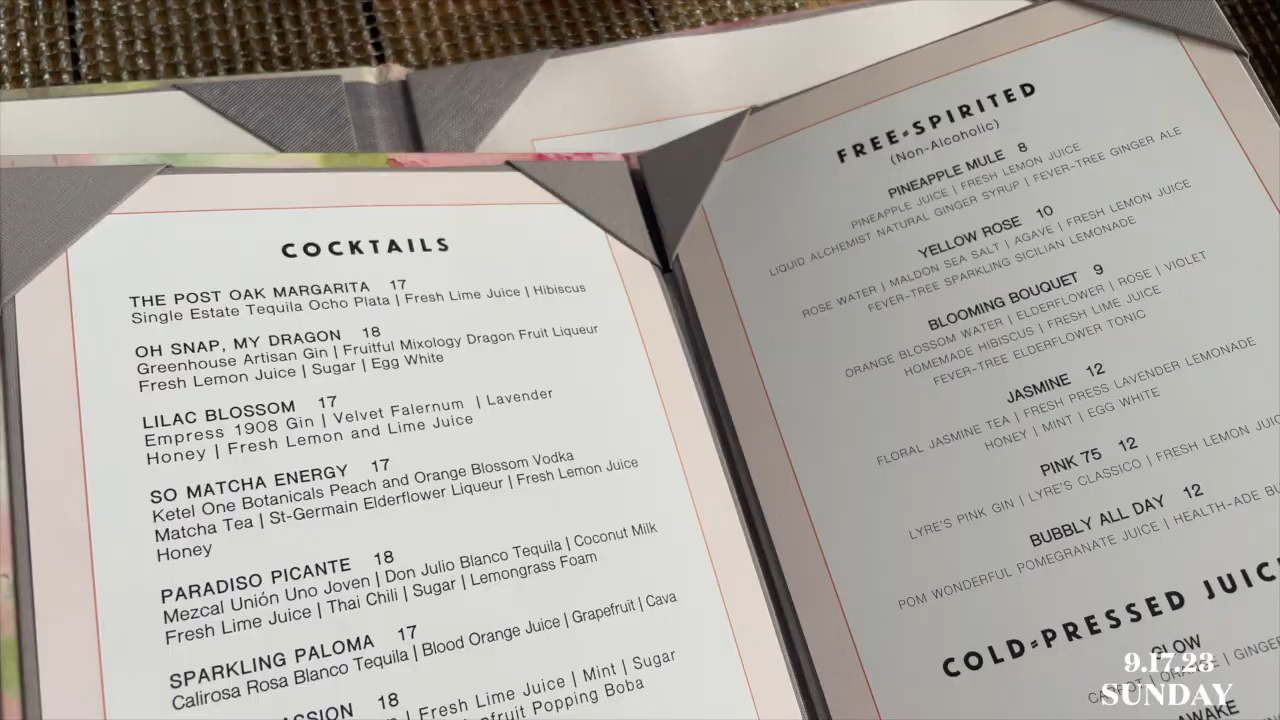 COCKTAILS
THE POST OAK MARGARITA 17
Single Estate Tequila Ocho Plata | Fresh Lime Juice | Hibiscus
OH SNAP, MY DRAGON 18
Greenhouse Artisan Gin | Fruitful Mixology Dragon Fruit Liqueur
Fresh Lemon Juice | Sugar | Egg White
LILAC BLOSSOM 17
Empress 1908 Gin | Velvet Falernum | Lavender
Honey | Fresh Lemon and Lime Juice
SO MATCHA ENERGY 17
Ketel One Botanicals Peach and Orange Blossom Vodka
Matcha Tea | St-Germain Elderflower Liqueur | Fresh Lemon Juice
Honey
PARADISO PICANTE 18
Mezcal Unión Uno Joven | Don Julio Blanco Tequila | Coconut Milk
Fresh Lime Juice | Thai Chili | Sugar | Lemongrass Foam
SPARKLING PALOMA 17
Calirosa Rosa Blanco Tequila | Blood Orange Juice | Grapefruit | Cava
18
| Fresh Lime Juice | Mint | Sugar
Popping Boba
FREE-SPIRITED
(Non-Alcoholic)
PINEAPPLE MULE 8
PINEAPPLE JUICE | FRESH LEMON JUICE
LIQUID ALCHEMIST NATURAL GINGER SYRUP | FEVER-TREE GINGER ALE
YELLOW ROSE 10
ROSE WATER | MALDON SEA SALT | AGAVE | FRESH LEMON JUICE
FEVER-TREE SPARKLING SICILIAN LEMONADE
BLOOMING BOUQUET 9
ORANGE BLOSSOM WATER | ELDERFLOWER | ROSE | VIOLET
HOMEMADE HIBISCUS | FRESH LIME JUICE
FEVER-TREE ELDERFLOWER TONIC
JASMINE 12
FLORAL JASMINE TEA | FRESH PRESS LAVENDER LEMONADE
HONEY | MINT | EGG WHITE
PINK 75 12
LYRE'S PINK GIN | LYRE'S CLASSICO | FRESH LEMON
BUBBLY ALL DAY 12
POM WONDERFUL POMEGRANATE JUICE | HEALTH-ADE
COLD-PRESSED
GLOW
CARROT | ORANGE | GINGER
AWAKE
9.17.23
SUNDAY